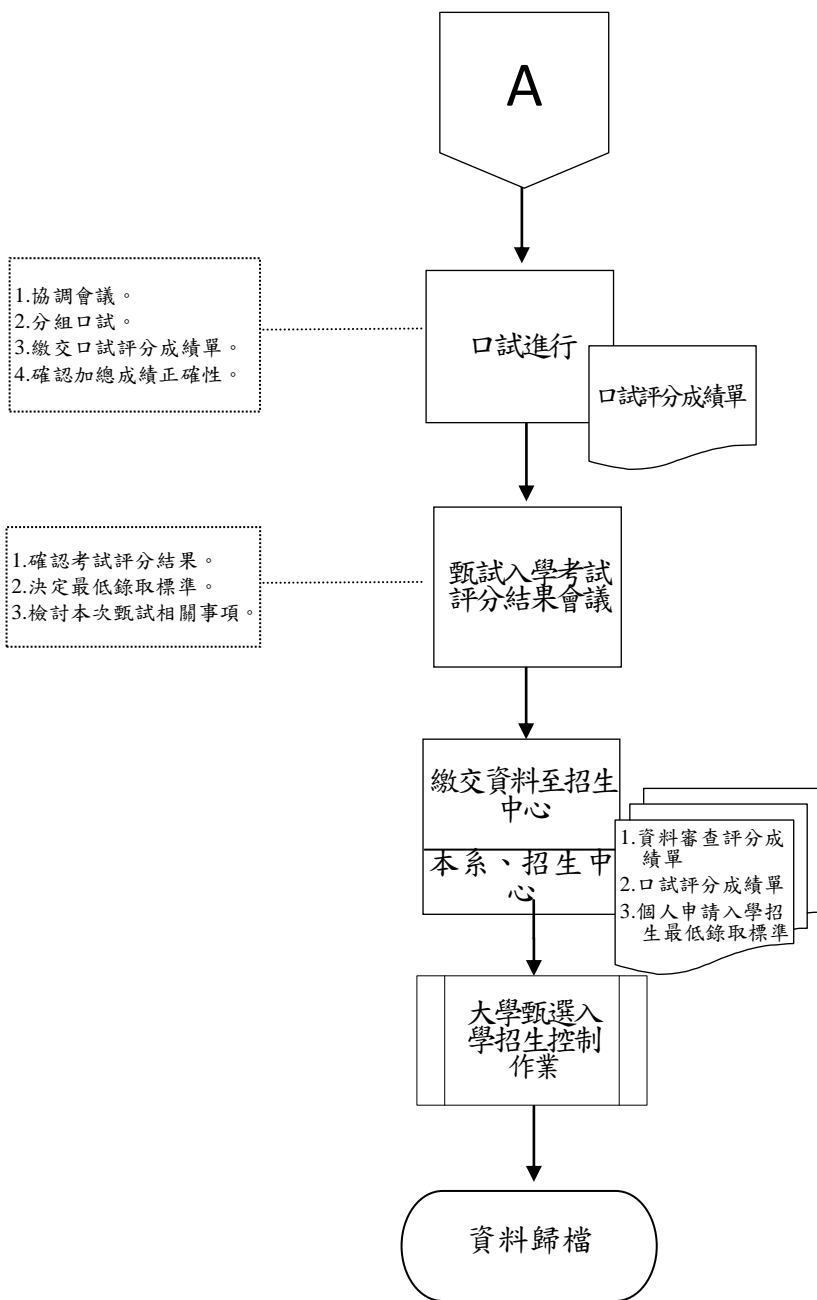 A
1.協調會議。
2.分組口試。
3.繳交口試評分成績單。
4.確認加總成績正確性。
口試進行
口試評分成績單
1.確認考試評分結果。
2.決定最低錄取標準。
3.檢討本次甄試相關事項。
甄試入學考試
評分結果會議
繳交資料至招生
中心
本系、招生中
心
1.資料審查評分成
績單
2.口試評分成績單
3.個人申請入學招
生最低錄取標準
大學甄選入
學招生控制
作業
資料歸檔